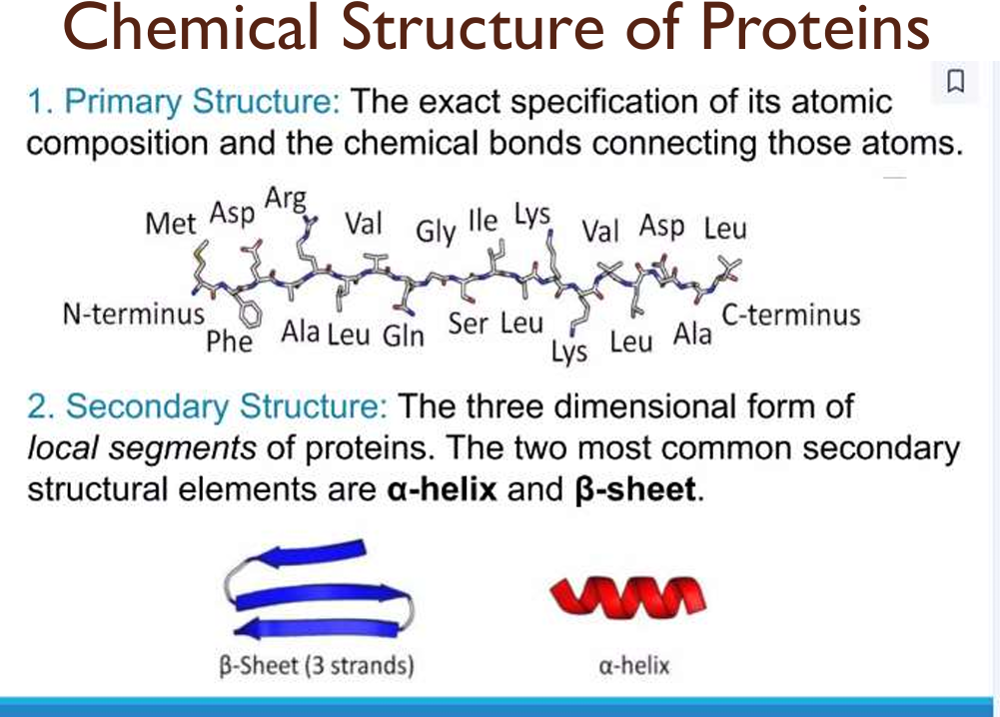 Chemical Structure of Proteins
1. Primary Structure: The exact specification of its atomic
composition and the chemical bonds connecting those atoms.
Met Asp Arg Val Gly Ile Lys Val Asp Leu
N-terminus Phe Ala Leu Gln Ser Leu Lys Leu Ala C-terminus
2. Secondary Structure: The three dimensional form of
local segments of proteins. The two most common secondary
structural elements are α-helix and β-sheet.
β-Sheet (3 strands) α-helix